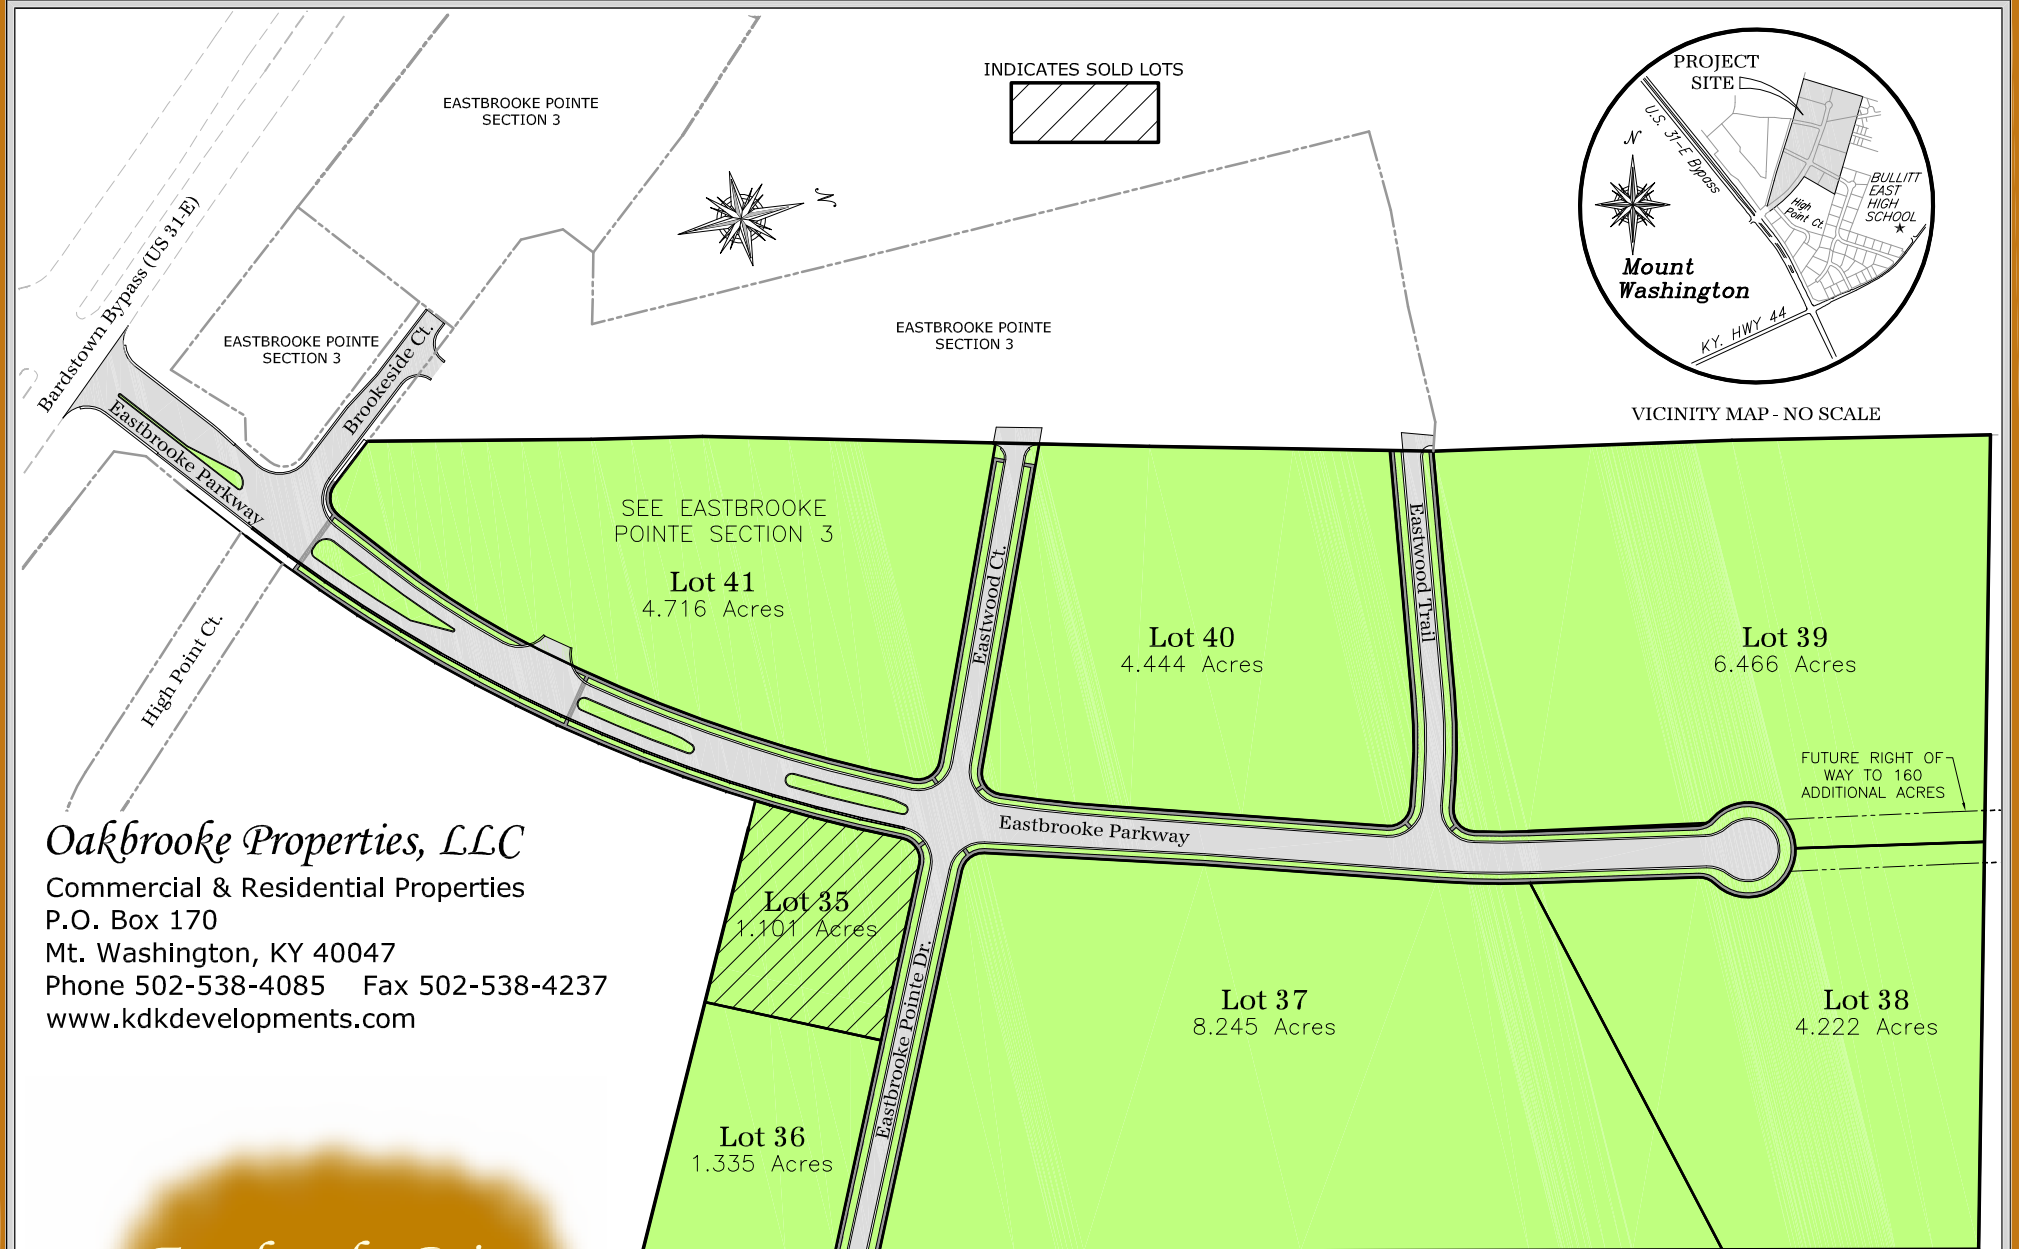 INDICATES SOLD LOTS
EASTBROOKE POINTE
SECTION 3
N
PROJECT
SITE
U.S. 31-E Bypass
N
BULLITT
EAST
HIGH
SCHOOL
High
Point Ct.
Mount
Washington
KY. HWY 44
VICINITY MAP - NO SCALE
Bardstown Bypass (US 31-E)
EASTBROOKE POINTE
SECTION 3
EASTBROOKE POINTE
SECTION 3
Brookeside Ct.
Eastbrooke Parkway
High Point Ct.
SEE EASTBROOKE
POINTE SECTION 3
Lot 41
4.716 Acres
Eastwood Ct.
Lot 40
4.444 Acres
Eastwood Trail
Lot 39
6.466 Acres
FUTURE RIGHT OF
WAY TO 160
ADDITIONAL ACRES
Eastbrooke Parkway
Oakbrooke Properties, LLC
Commercial & Residential Properties
P.O. Box 170
Mt. Washington, KY 40047
Phone 502-538-4085 Fax 502-538-4237
www.kdkdevelopments.com
Lot 35
1.101 Acres
Eastbrooke Pointe Dr.
Lot 37
8.245 Acres
Lot 38
4.222 Acres
Lot 36
1.335 Acres